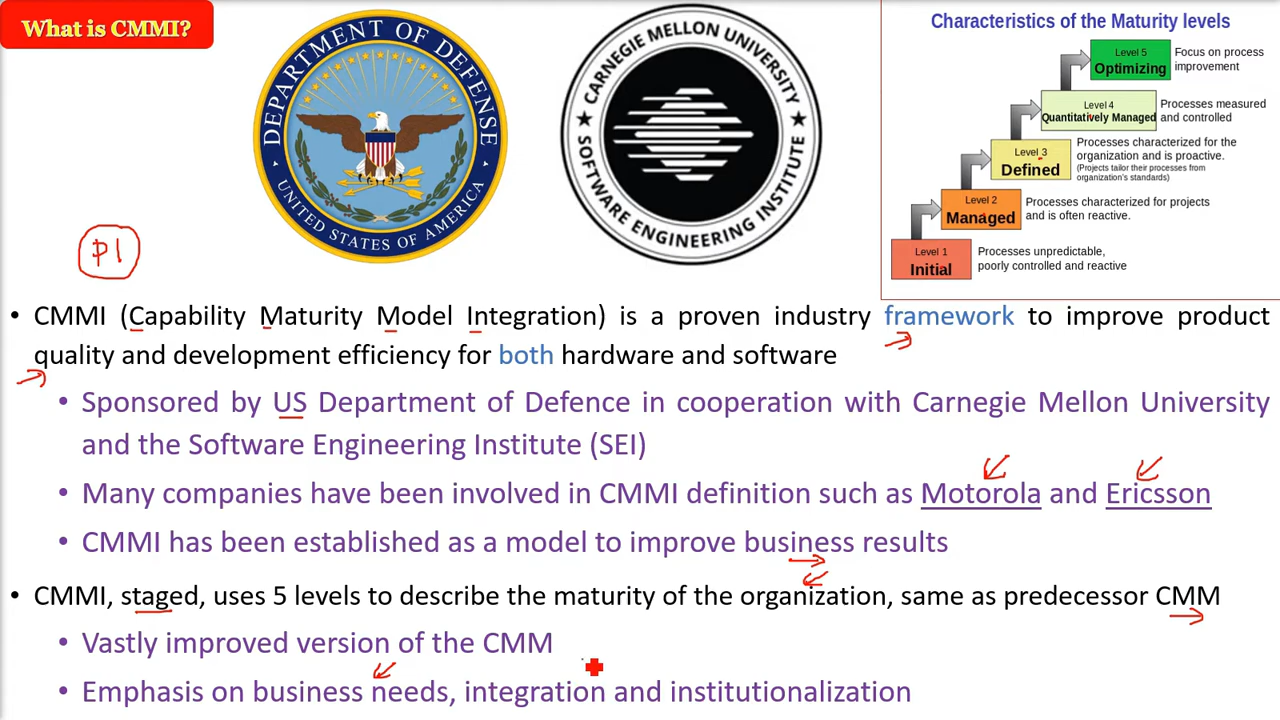 What is CMMI?
DEPARTMENT OF DEFENSE
UNITED STATES OF AMERICA
CARNEGIE MELLON UNIVERSITY
SOFTWARE ENGINEERING INSTITUTE
Characteristics of the Maturity levels
Level 5
Optimizing
Focus on process
improvement
Level 4
Quantitatively Managed
Processes measured
and controlled
Level 3
Defined
Processes characterized for the
organization and is proactive.
(Projects tailor their processes from
organization's standards)
Level 2
Managed
Processes characterized for projects
and is often reactive.
Level 1
Initial
Processes unpredictable,
poorly controlled and reactive
P1
• CMMI (Capability Maturity Model Integration) is a proven industry framework to improve product
quality and development efficiency for both hardware and software
• Sponsored by US Department of Defence in cooperation with Carnegie Mellon University
and the Software Engineering Institute (SEI)
• Many companies have been involved in CMMI definition such as Motorola and Ericsson
• CMMI has been established as a model to improve business results
• CMMI, staged, uses 5 levels to describe the maturity of the organization, same as predecessor CMM
• Vastly improved version of the CMM
• Emphasis on business needs, integration and institutionalization